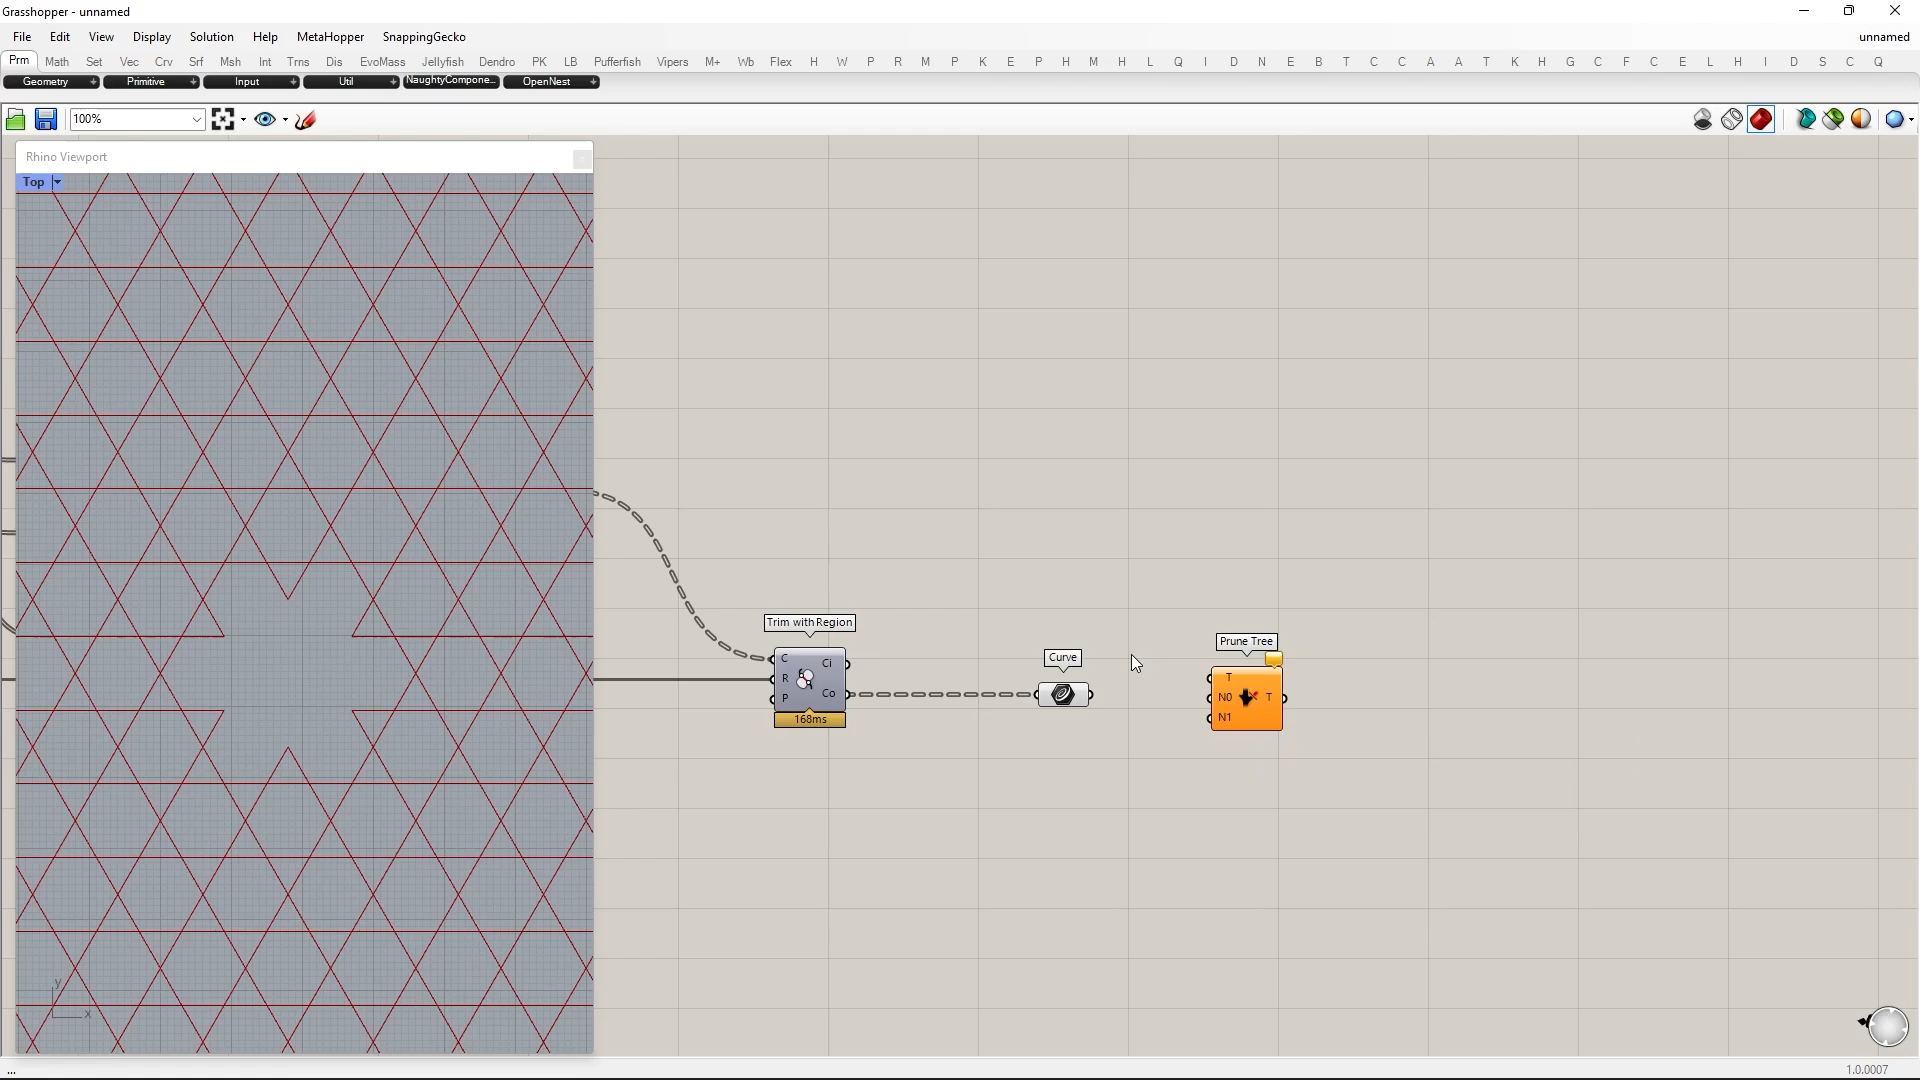 Grasshopper - unnamed
File Edit View Display Solution Help MetaHopper SnappingGecko unnamed
Prm Math Set Vec Crv Srf Msh Int Trns Dis EvoMass Jellyfish Dendro PK LB Pufferfish Vipers M+ Wb Flex H W P R M P K E P H M H L Q I D N E B T C C A A T K H G C F C E L H I D S C Q
Geometry Primitive Input Util NaughtyCompone... OpenNest
100%
Rhino Viewport
Top
Trim with Region
C Ci
R
P Co
168ms
Curve
Prune Tree
T
N0 T
N1
y
x
...
1.0.0007